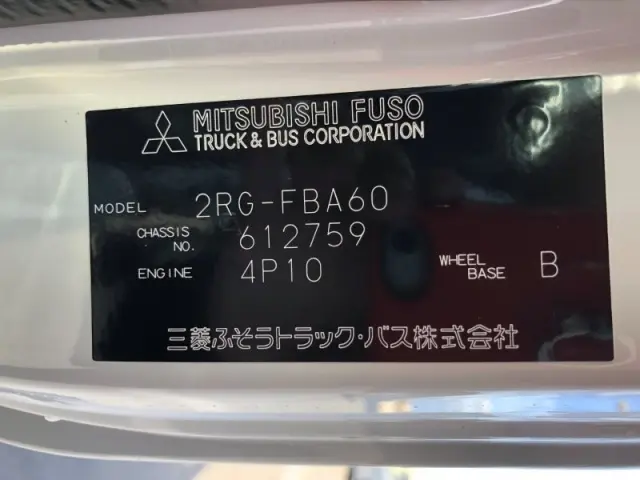 MITSUBISHI FUSO
TRUCK & BUS CORPORATION
MODEL 2RG-FBA60
CHASSIS NO. 612759
ENGINE 4P10 WHEEL BASE B
三菱ふそうトラック・バス株式会社